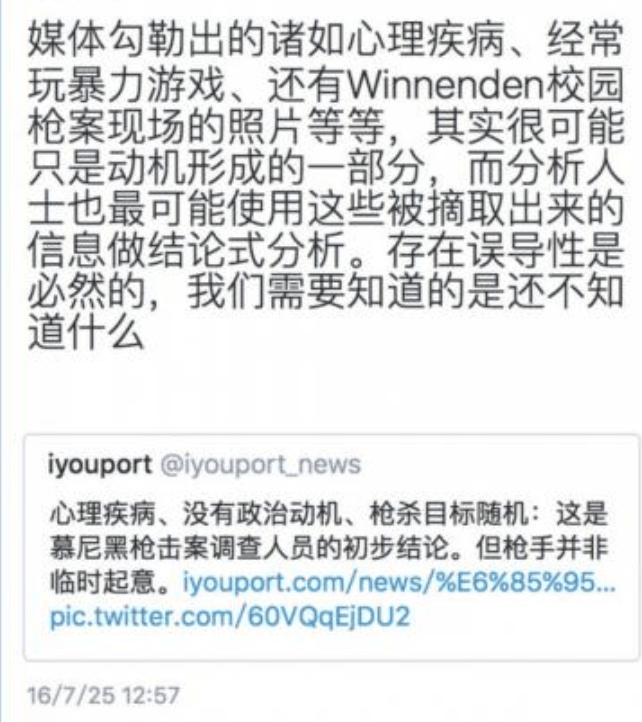 媒体勾勒出的诸如心理疾病、经常
玩暴力游戏、还有Winnenden校园
枪案现场的照片等等，其实很可能
只是动机形成的一部分，而分析人
士也最可能使用这些被摘取出来的
信息做结论式分析。存在误导性是
必然的，我们需要知道的是还不知
道什么
iyouport @iyouport_news
心理疾病、没有政治动机、枪杀目标随机：这是
慕尼黑枪击案调查人员的初步结论。但枪手并非
临时起意。iyouport.com/news/%E6%85%95...
pic.twitter.com/60VQqEjDU2
16/7/25 12:57